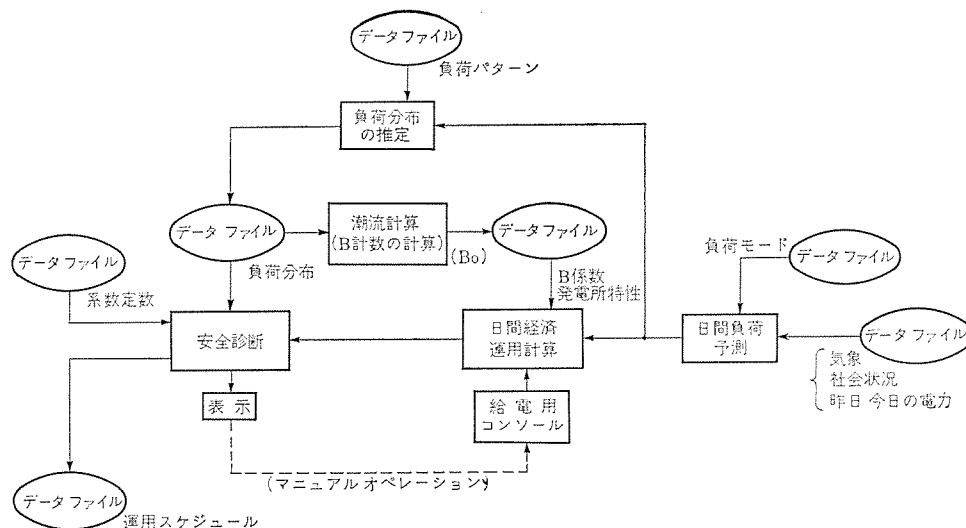 データファイル
負荷パターン
負荷分布
の推定
データ ファイル
負荷分布
潮流計算
(B計数の計算)
(Bo)
データファイル
B係数
発電所特性
データファイル
系数定数
負荷モード
データファイル
安全診断
日間経済
運用計算
日間負荷
予測
データファイル
気象
社会状況
昨日 今日の電力
表 示
給 電 用
コンソール
(マニュアルオペレーション)
データファイル
運用スケジュール